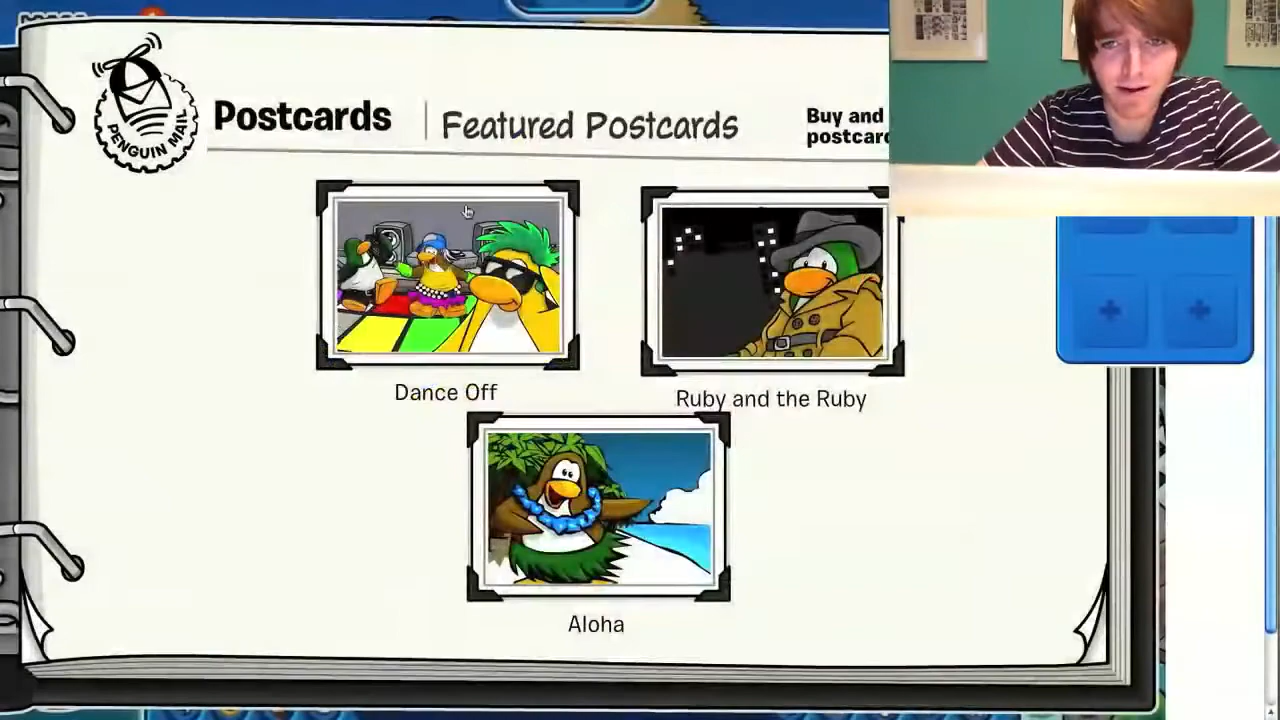 PENGUIN MAIL
Postcards
Featured Postcards
Buy and
postcard
Dance Off
Ruby and the Ruby
Aloha